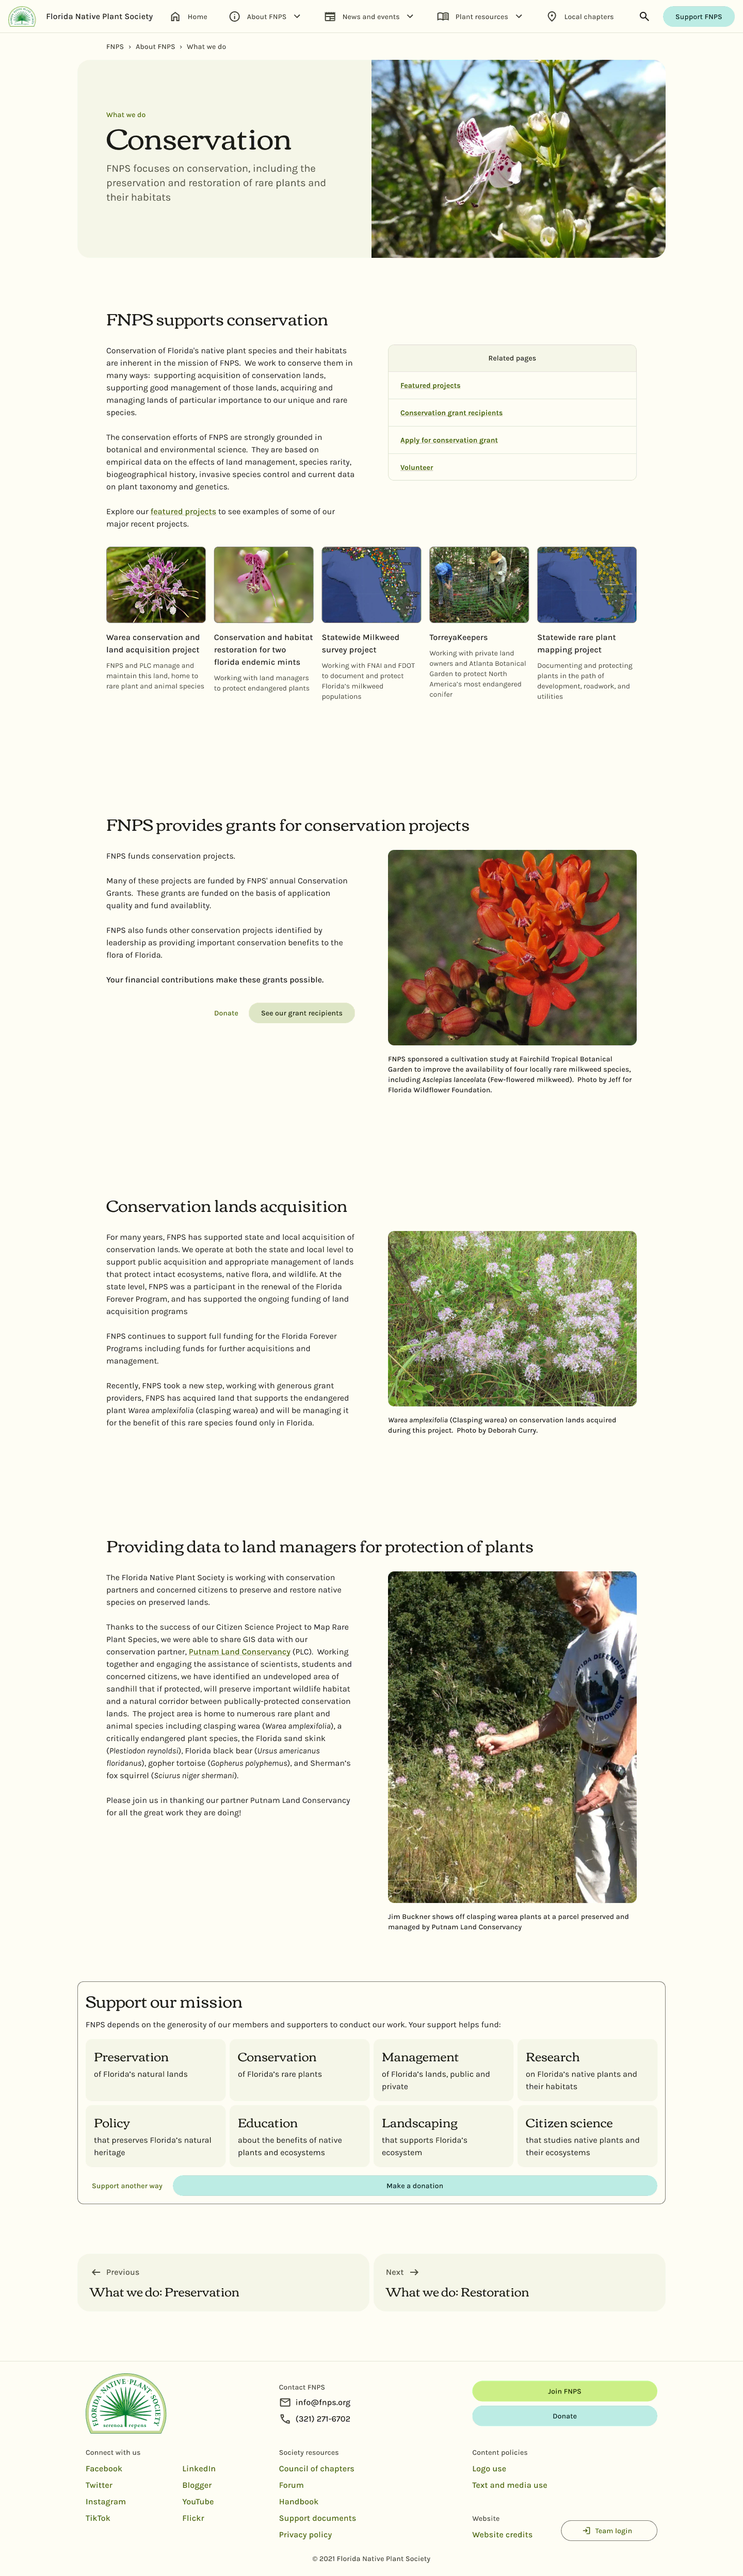 Florida Native Plant Society
Home
About FNPS
News and events
Plant resources
Local chapters
Support FNPS
FNPS › About FNPS › What we do
What we do
Conservation
FNPS focuses on conservation, including the
preservation and restoration of rare plants and
their habitats
FNPS supports conservation
Conservation of Florida's native plant species and their habitats
are inherent in the mission of FNPS. We work to conserve them in
many ways: supporting acquisition of conservation lands,
supporting good management of those lands, acquiring and
managing lands of particular importance to our unique and rare
species.
The conservation efforts of FNPS are strongly grounded in
botanical and environmental science. They are based on
empirical data on the effects of land management, species rarity,
biogeographical history, invasive species control and current data
on plant taxonomy and genetics.
Explore our featured projects to see examples of some of our
major recent projects.
Related pages
Featured projects
Conservation grant recipients
Apply for conservation grant
Volunteer
Warea conservation and
land acquisition project
FNPS and PLC manage and
maintain this land, home to
rare plant and animal species
Conservation and habitat
restoration for two
florida endemic mints
Working with land managers
to protect endangered plants
Statewide Milkweed
survey project
Working with FNAI and FDOT
to document and protect
Florida's milkweed
populations
TorreyaKeepers
Working with private land
owners and Atlanta Botanical
Garden to protect North
America's most endangered
conifer
Statewide rare plant
mapping project
Documenting and protecting
plants in the path of
development, roadwork, and
utilities
FNPS provides grants for conservation projects
FNPS funds conservation projects.
Many of these projects are funded by FNPS' annual Conservation
Grants. These grants are funded on the basis of application
quality and fund availablity.
FNPS also funds other conservation projects identified by
leadership as providing important conservation benefits to the
flora of Florida.
Your financial contributions make these grants possible.
Donate
See our grant recipients
FNPS sponsored a cultivation study at Fairchild Tropical Botanical
Garden to improve the availability of four locally rare milkweed species,
including Asclepias lanceolata (Few-flowered milkweed). Photo by Jeff for
Florida Wildflower Foundation.
Conservation lands acquisition
For many years, FNPS has supported state and local acquisition of
conservation lands. We operate at both the state and local level to
support public acquisition and appropriate management of lands
that protect intact ecosystems, native flora, and wildlife. At the
state level, FNPS was a participant in the renewal of the Florida
Forever Program, and has supported the ongoing funding of land
acquisition programs
FNPS continues to support full funding for the Florida Forever
Programs including funds for further acquisitions and
management.
Recently, FNPS took a new step, working with generous grant
providers, FNPS has acquired land that supports the endangered
plant Warea amplexifolia (clasping warea) and will be managing it
for the benefit of this rare species found only in Florida.
Warea amplexifolia (Clasping warea) on conservation lands acquired
during this project. Photo by Deborah Curry.
Providing data to land managers for protection of plants
The Florida Native Plant Society is working with conservation
partners and concerned citizens to preserve and restore native
species on preserved lands.
Thanks to the success of our Citizen Science Project to Map Rare
Plant Species, we were able to share GIS data with our
conservation partner, Putnam Land Conservancy (PLC). Working
together and engaging the assistance of scientists, students and
concerned citizens, we have identified an undeveloped area of
sandhill that if protected, will preserve important wildlife habitat
and a natural corridor between publically-protected conservation
lands. The project area is home to numerous rare plant and
animal species including clasping warea (Warea amplexifolia), a
critically endangered plant species, the Florida sand skink
(Plestiodon reynoldsi), Florida black bear (Ursus americanus
floridanus), gopher tortoise (Gopherus polyphemus), and Sherman's
fox squirrel (Sciurus niger shermani).
Please join us in thanking our partner Putnam Land Conservancy
for all the great work they are doing!
Jim Buckner shows off clasping warea plants at a parcel preserved and
managed by Putnam Land Conservancy
Support our mission
FNPS depends on the generosity of our members and supporters to conduct our work. Your support helps fund:
Preservation
of Florida's natural lands
Conservation
of Florida's rare plants
Management
of Florida's lands, public and
private
Research
on Florida's native plants and
their habitats
Policy
that preserves Florida's natural
heritage
Education
about the benefits of native
plants and ecosystems
Landscaping
that supports Florida's
ecosystem
Citizen science
that studies native plants and
their ecosystems
Support another way
Make a donation
Previous
What we do: Preservation
Next
What we do: Restoration
FLORIDA NATIVE PLANT SOCIETY
serenoa repens
Contact FNPS
info@fnps.org
(321) 271-6702
Join FNPS
Donate
Connect with us
Facebook
Twitter
Instagram
TikTok
LinkedIn
Blogger
YouTube
Flickr
Society resources
Council of chapters
Forum
Handbook
Support documents
Privacy policy
Content policies
Logo use
Text and media use
Website
Website credits
Team login
© 2021 Florida Native Plant Society